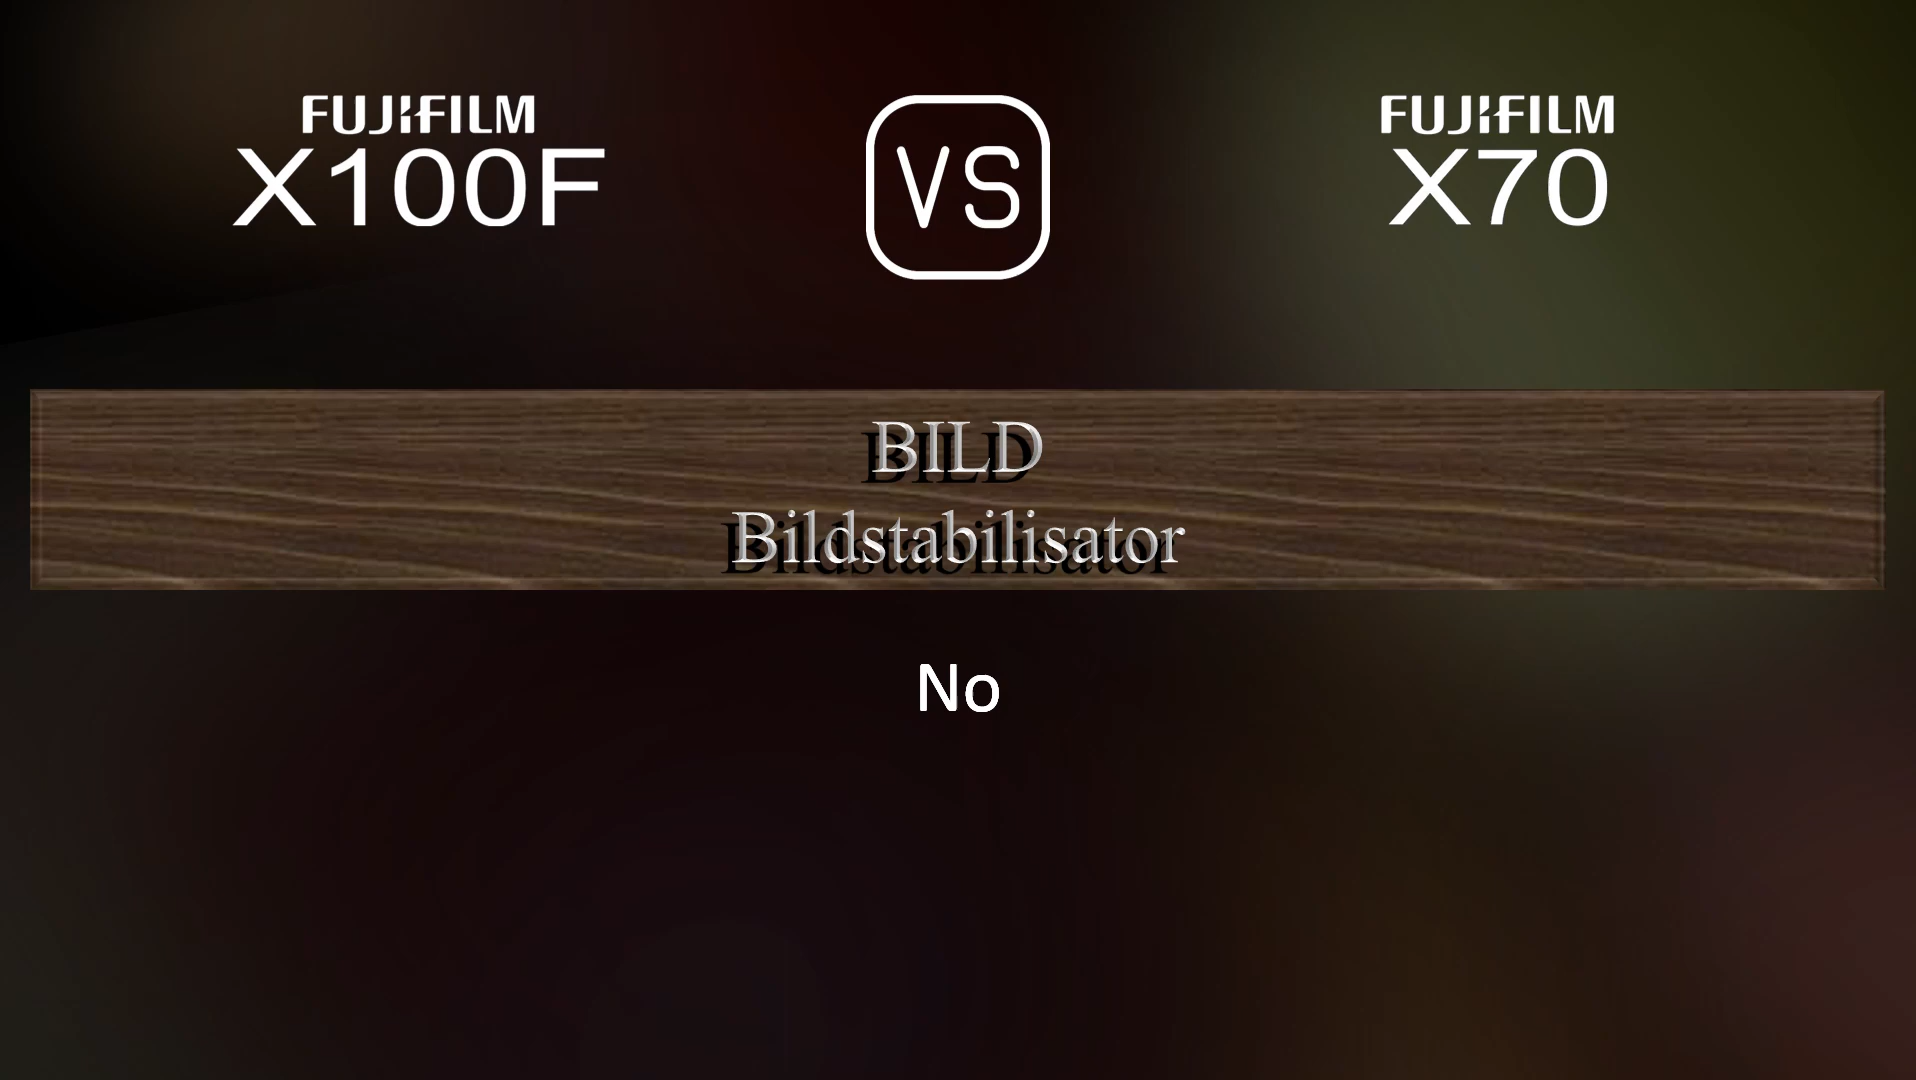 FUJIFILM
X100F
VS
FUJIFILM
X70
BILD
Bildstabilisator
No